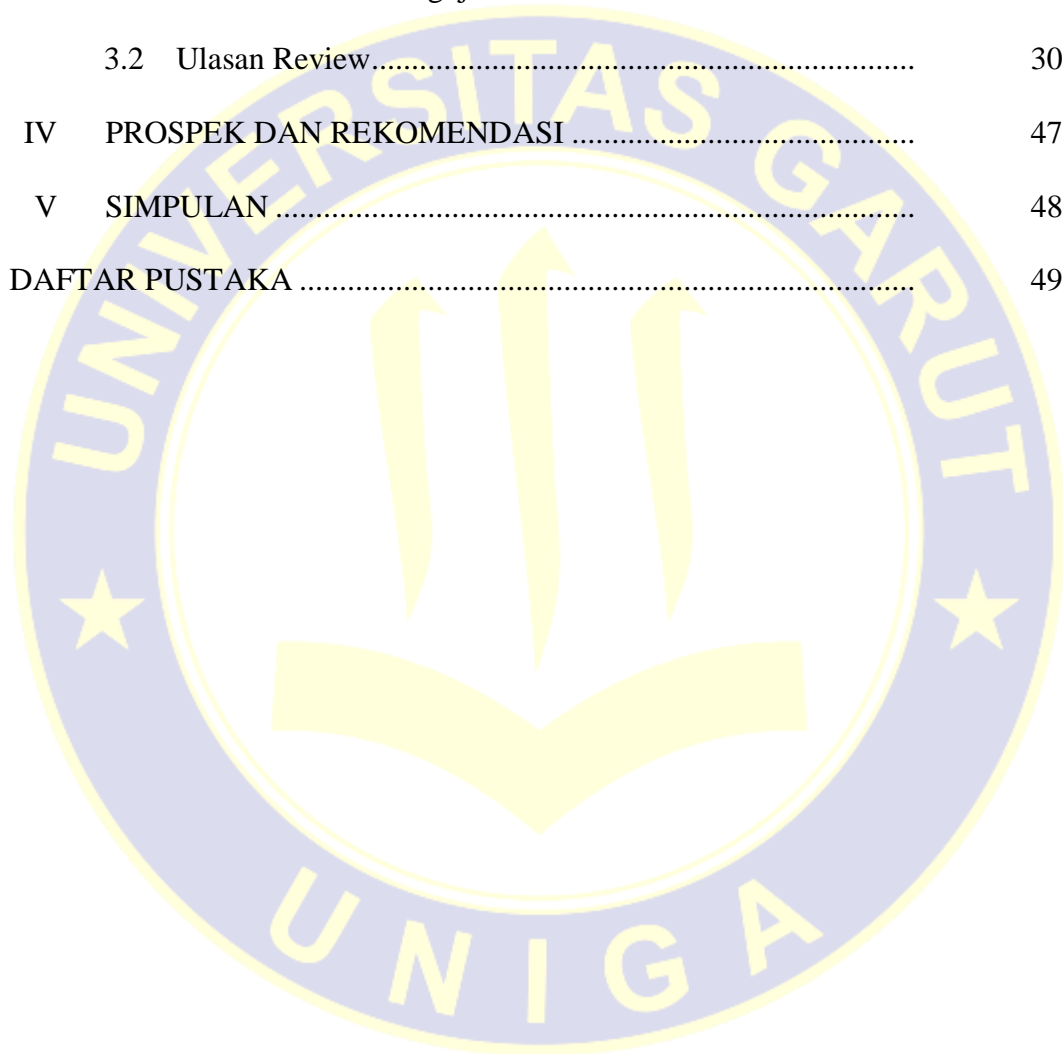 3.2 Ulasan Review.................................................................. 30
IV PROSPEK DAN REKOMENDASI ......................................... 47
V SIMPULAN ............................................................................. 48
DAFTAR PUSTAKA .......................................................................... 49
UNIVERSITAS GARUT
UNIGA